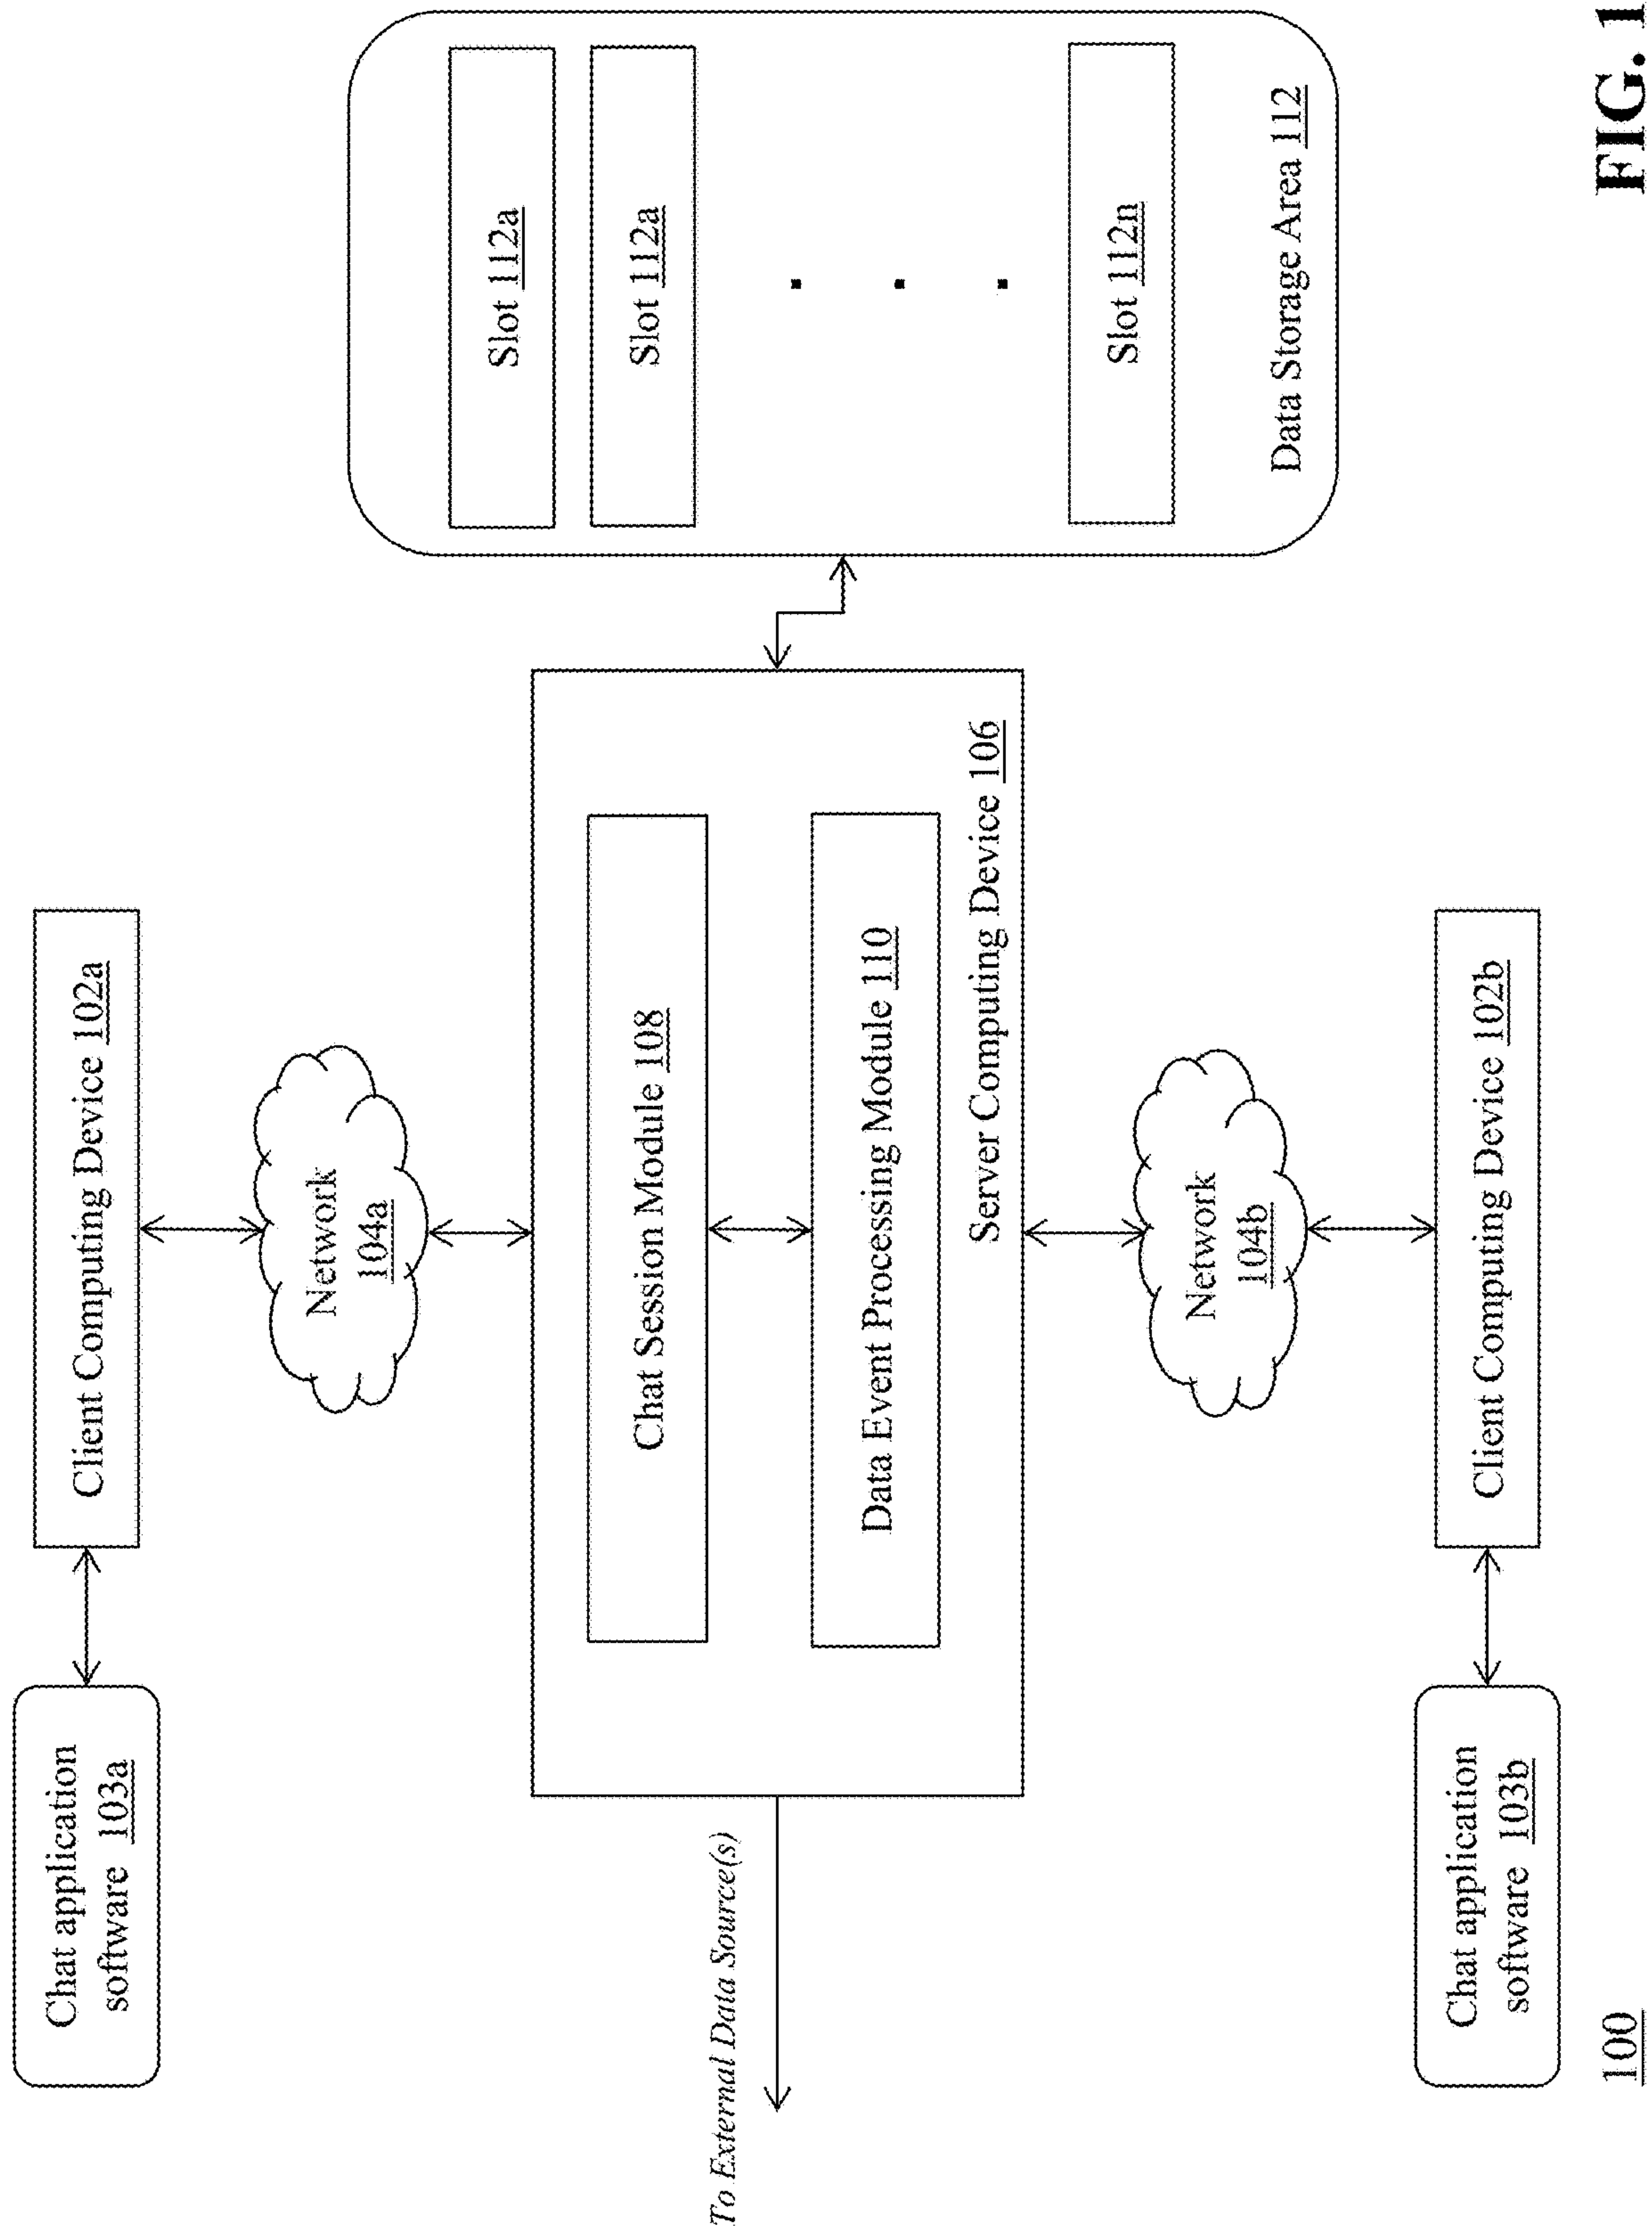 Chat application
software 103a
Client Computing Device 102a
Network
104a
To External Data Source(s)
Chat Session Module 108
Data Event Processing Module 110
Server Computing Device 106
Slot 112a
Slot 112a
.
.
.
Slot 112n
Data Storage Area 112
Network
104b
Chat application
software 103b
Client Computing Device 102b
100
FIG. 1